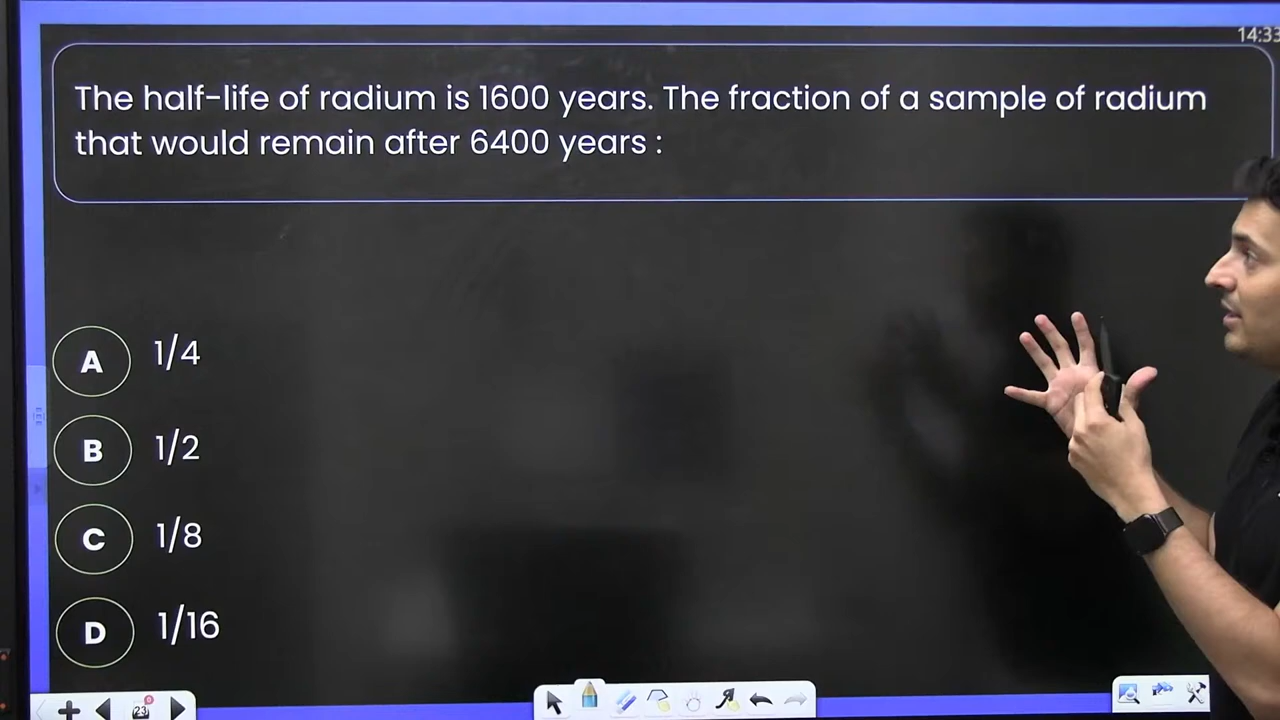 14:33
The half-life of radium is 1600 years. The fraction of a sample of radium
that would remain after 6400 years :
A 1/4
B 1/2
C 1/8
D 1/16
23